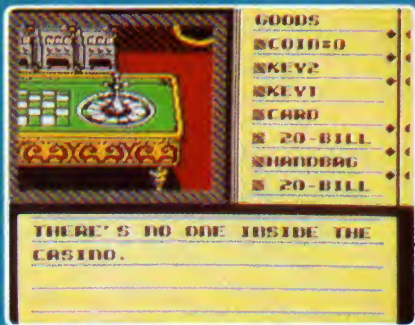 GOODS
COIN=0
KEY2
KEY1
CARD
20-BILL
HANDBAG
20-BILL
THERE'S NO ONE INSIDE THE
CASINO.